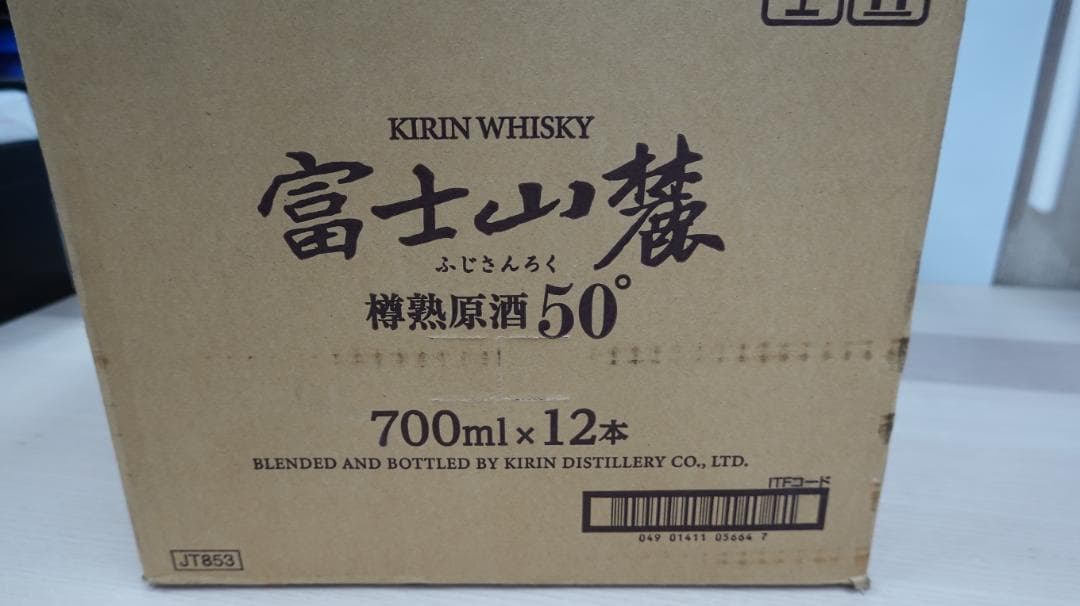 KIRIN WHISKY
富士山麓
ふじさんろく
樽熟原酒 50°
700ml×12本
BLENDED AND BOTTLED BY KIRIN DISTILLERY CO., LTD.
ITFコード
049 01411 05664 7
JT853